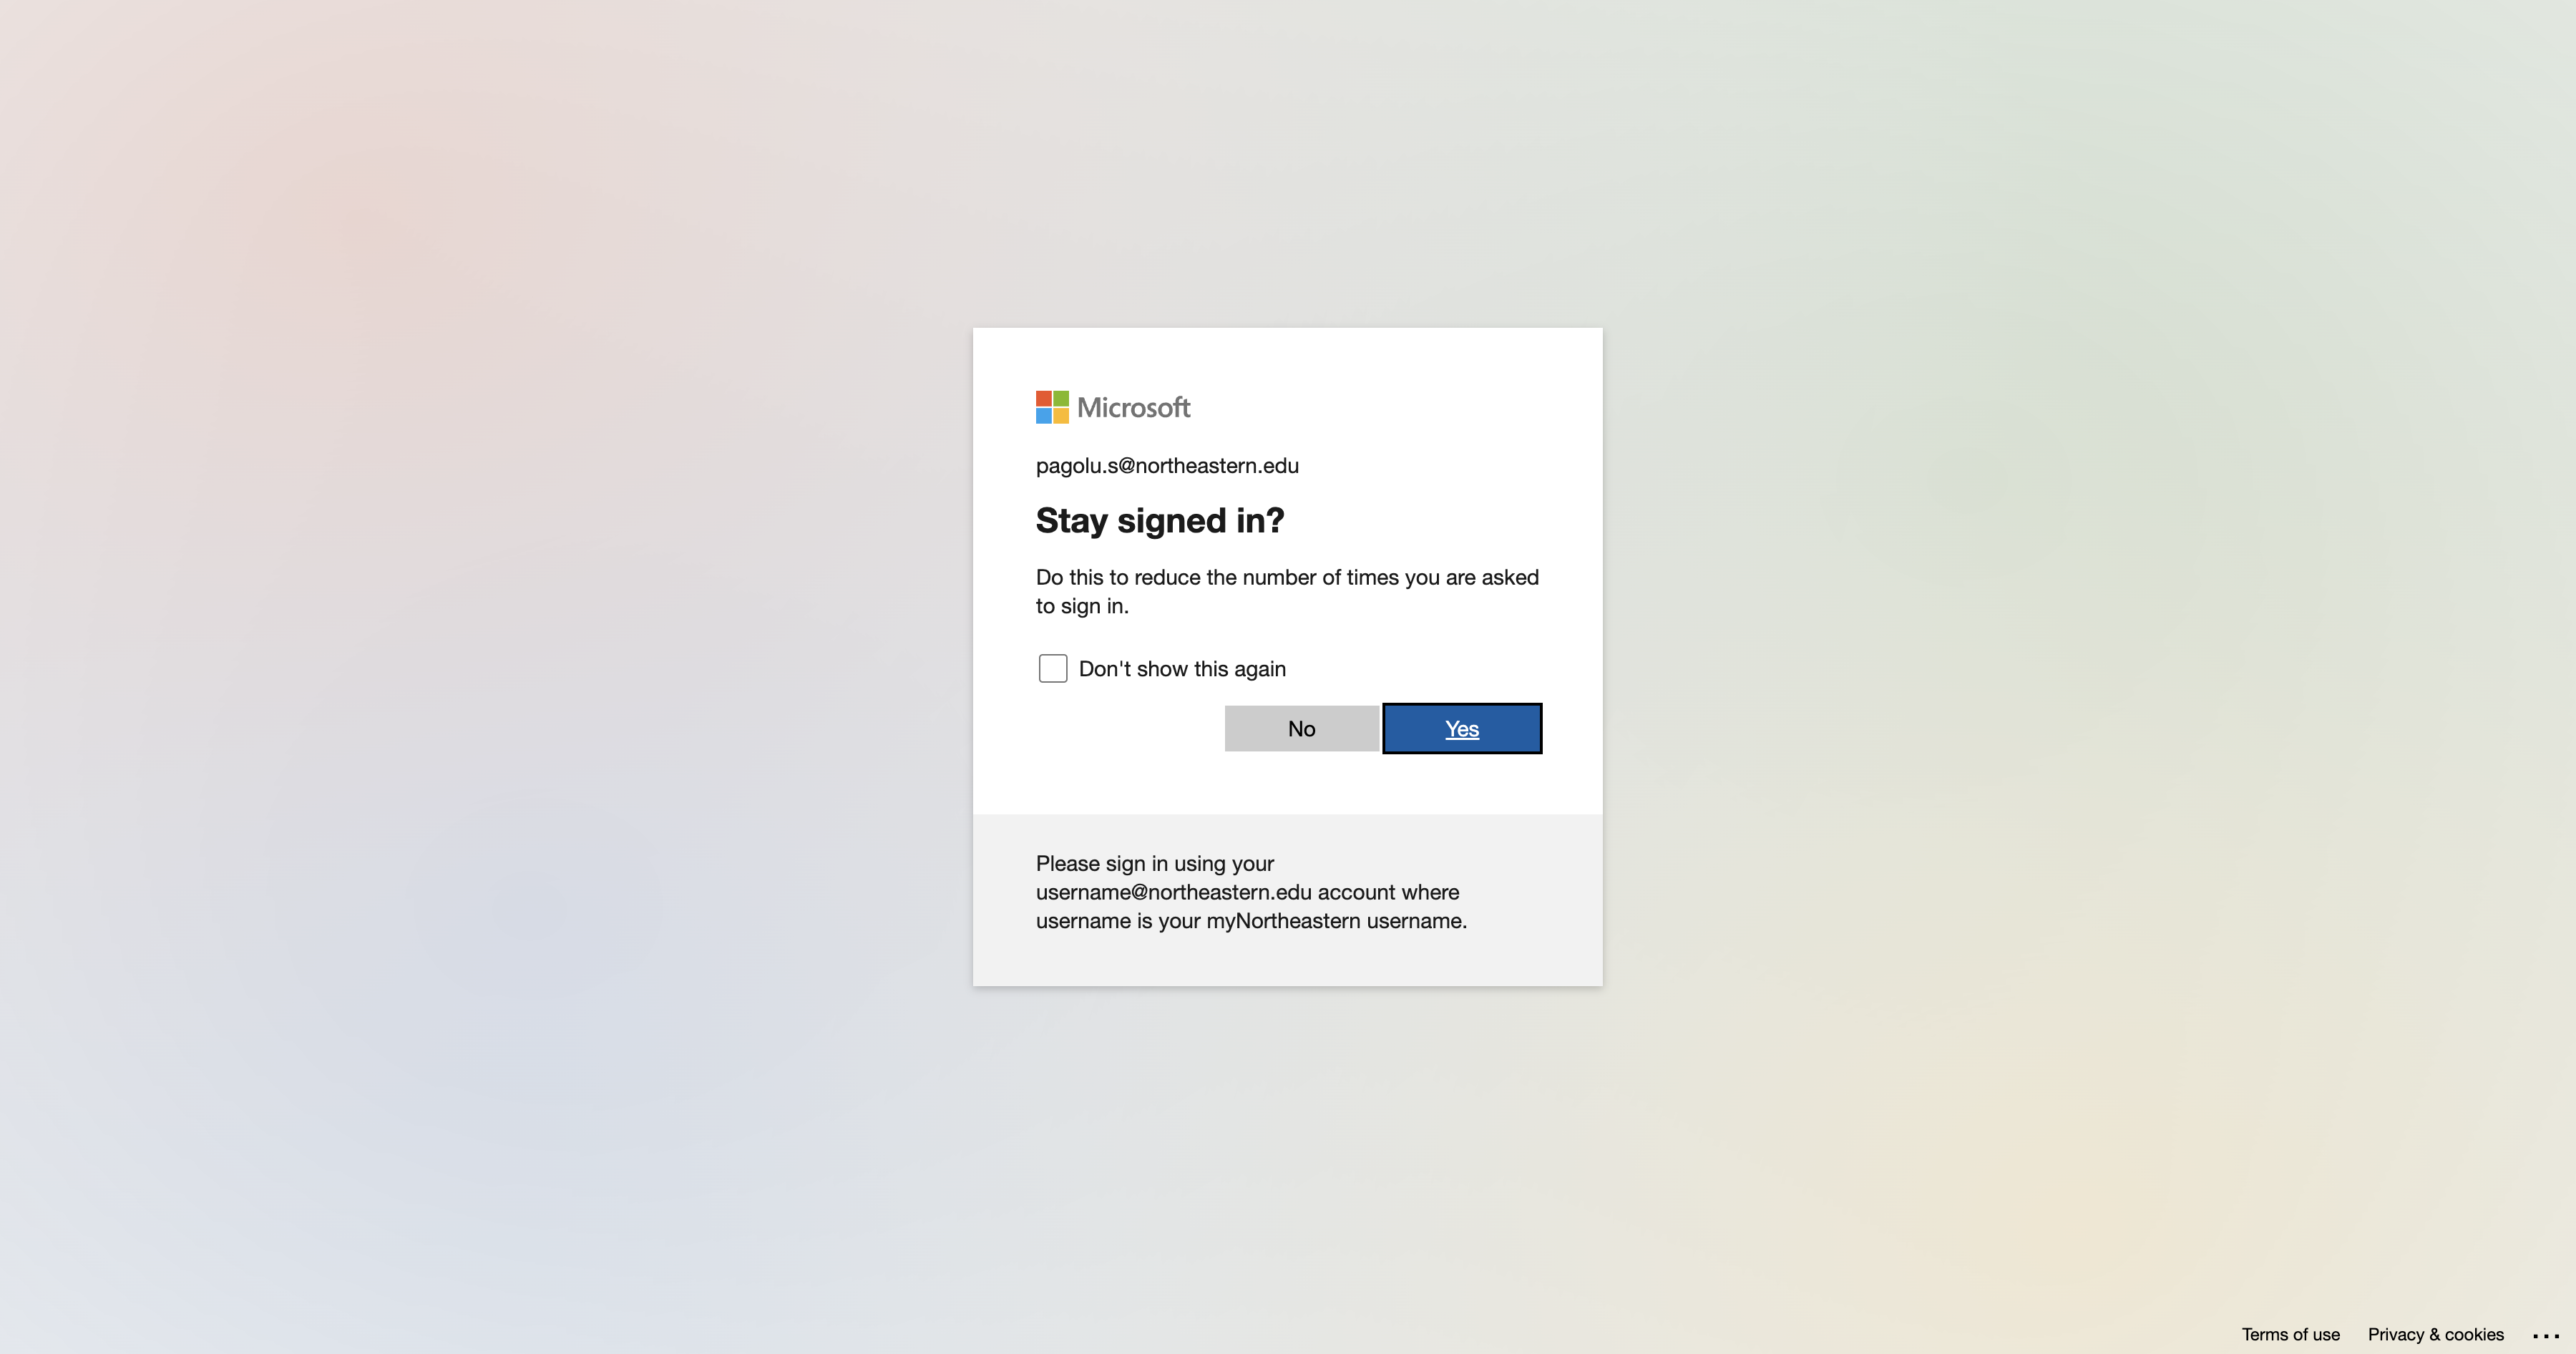 Microsoft
pagolu.s@northeastern.edu
Stay signed in?
Do this to reduce the number of times you are asked
to sign in.
Don't show this again
No
Yes
Please sign in using your
username@northeastern.edu account where
username is your myNortheastern username.
Terms of use
Privacy & cookies
...